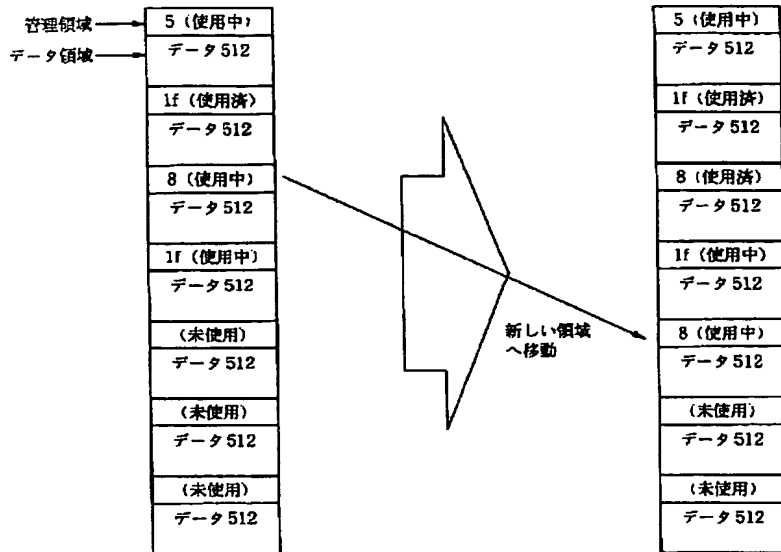 管理領域
データ領域
5 (使用中)
データ512
1f (使用済)
データ512
8 (使用中)
データ512
1f (使用中)
データ512
(未使用)
データ512
(未使用)
データ512
(未使用)
データ512
新しい領域
へ移動
5 (使用中)
データ512
1f (使用済)
データ512
8 (使用済)
データ512
1f (使用中)
データ512
8 (使用中)
データ512
(未使用)
データ512
(未使用)
データ512